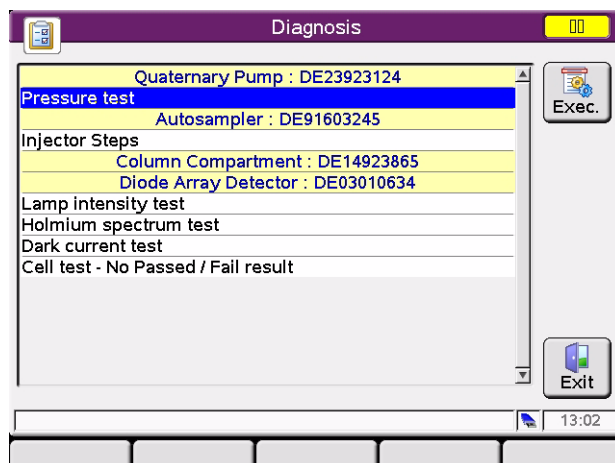 Diagnosis
Quaternary Pump : DE23923124
Pressure test
Autosampler : DE91603245
Injector Steps
Column Compartment : DE14923865
Diode Array Detector : DE03010634
Lamp intensity test
Holmium spectrum test
Dark current test
Cell test - No Passed / Fail result
Exec.
Exit
13:02